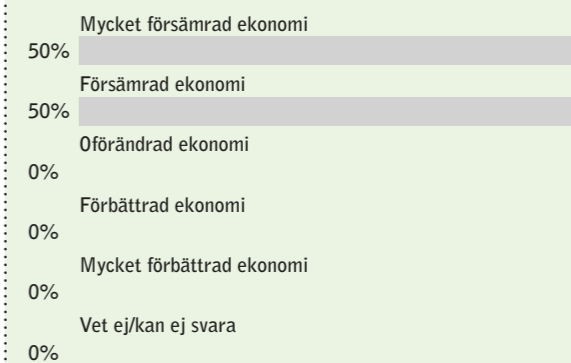 Mycket försämrad ekonomi
50%
Försämrad ekonomi
50%
Oförändrad ekonomi
0%
Förbättrad ekonomi
0%
Mycket förbättrad ekonomi
0%
Vet ej/kan ej svara
0%